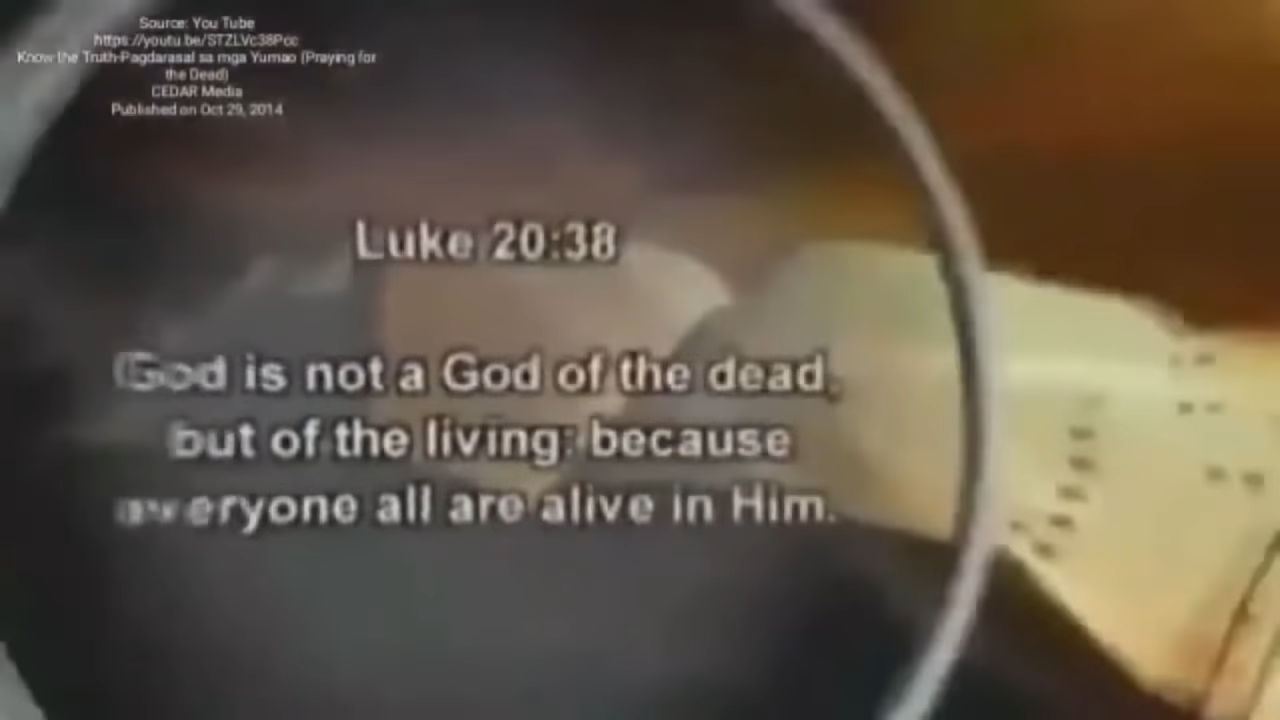 Source: You Tube
https://youtu.be/STZLVc38Pcc
Know the Truth-Pagdarasal sa mga Yumao (Praying for
the Dead)
CEDAR Media
Published on Oct 29, 2014
Luke 20:38
God is not a God of the dead,
but of the living: because
everyone all are alive in Him.